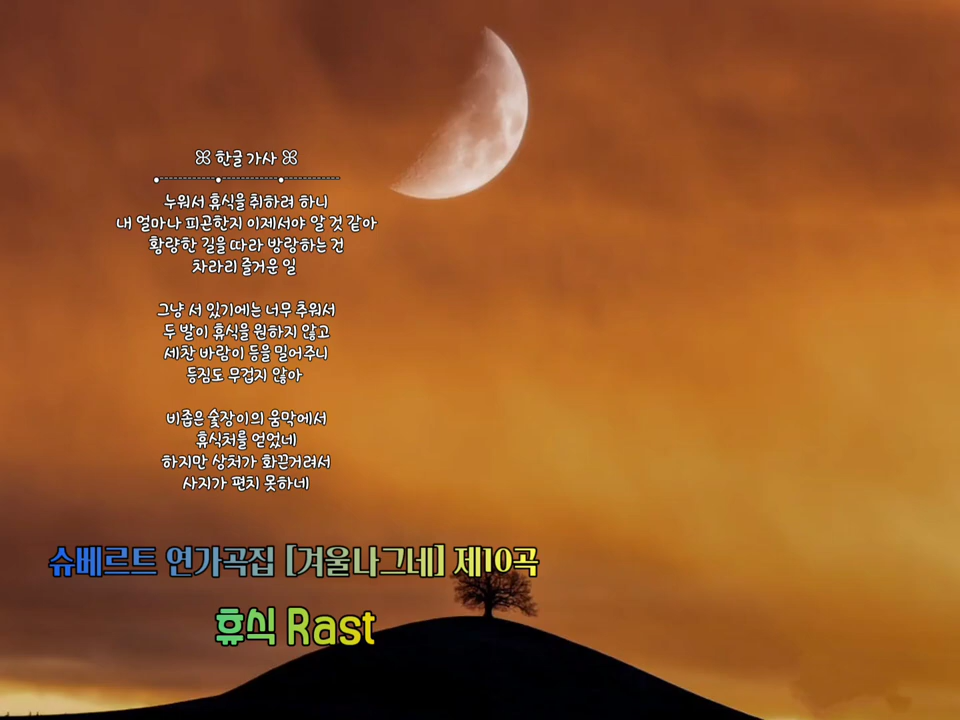 ꕤ 한글 가사 ꕤ
누워서 휴식을 취하려 하니
내 얼마나 피곤한지 이제서야 알 것 같아
황량한 길을 따라 방랑하는 건
차라리 즐거운 일
그냥 서 있기에는 너무 추워서
두 발이 휴식을 원하지 않고
세찬 바람이 등을 밀어주니
등짐도 무겁지 않아
비좁은 숯장이의 움막에서
휴식처를 얻었네
하지만 상처가 화끈거려서
사지가 편치 못하네
슈베르트 연가곡집 [겨울나그네] 제10곡
휴식 Rast